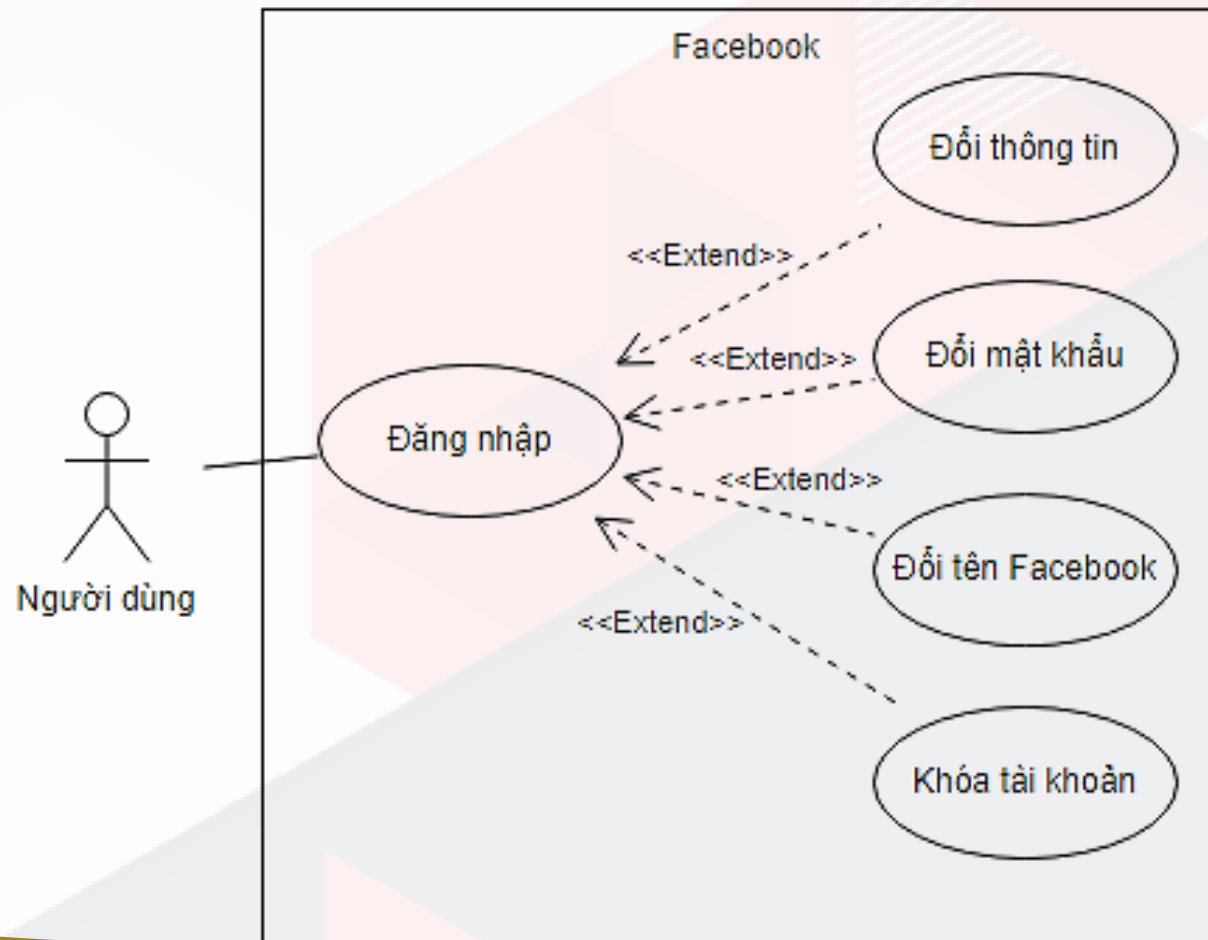 Facebook
Đổi thông tin
<<Extend>>
<<Extend>>
Đổi mật khẩu
Đăng nhập
<<Extend>>
Đổi tên Facebook
Người dùng
<<Extend>>
Khóa tài khoản